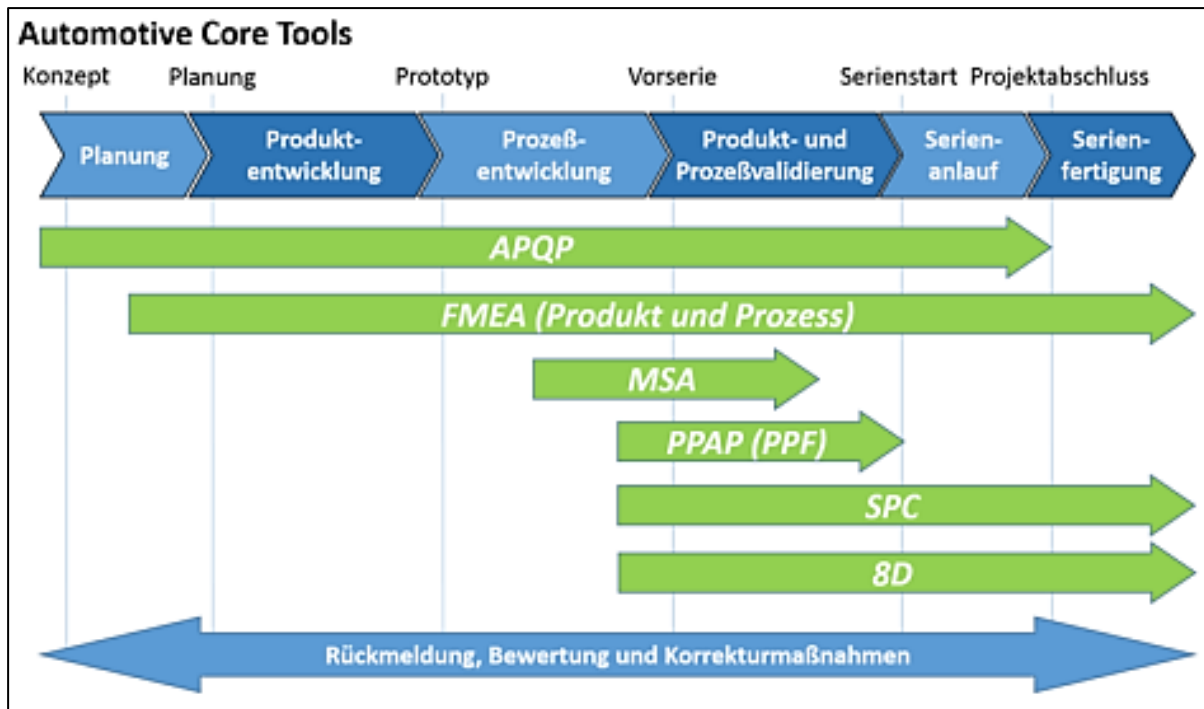 Automotive Core Tools
Konzept Planung Prototyp Vorserie Serienstart Projektabschluss
Planung
Produkt-
entwicklung
Prozeß-
entwicklung
Produkt- und
Prozeßvalidierung
Serien-
anlauf
Serien-
fertigung
APQP
FMEA (Produkt und Prozess)
MSA
PPAP (PPF)
SPC
8D
Rückmeldung, Bewertung und Korrekturmaßnahmen